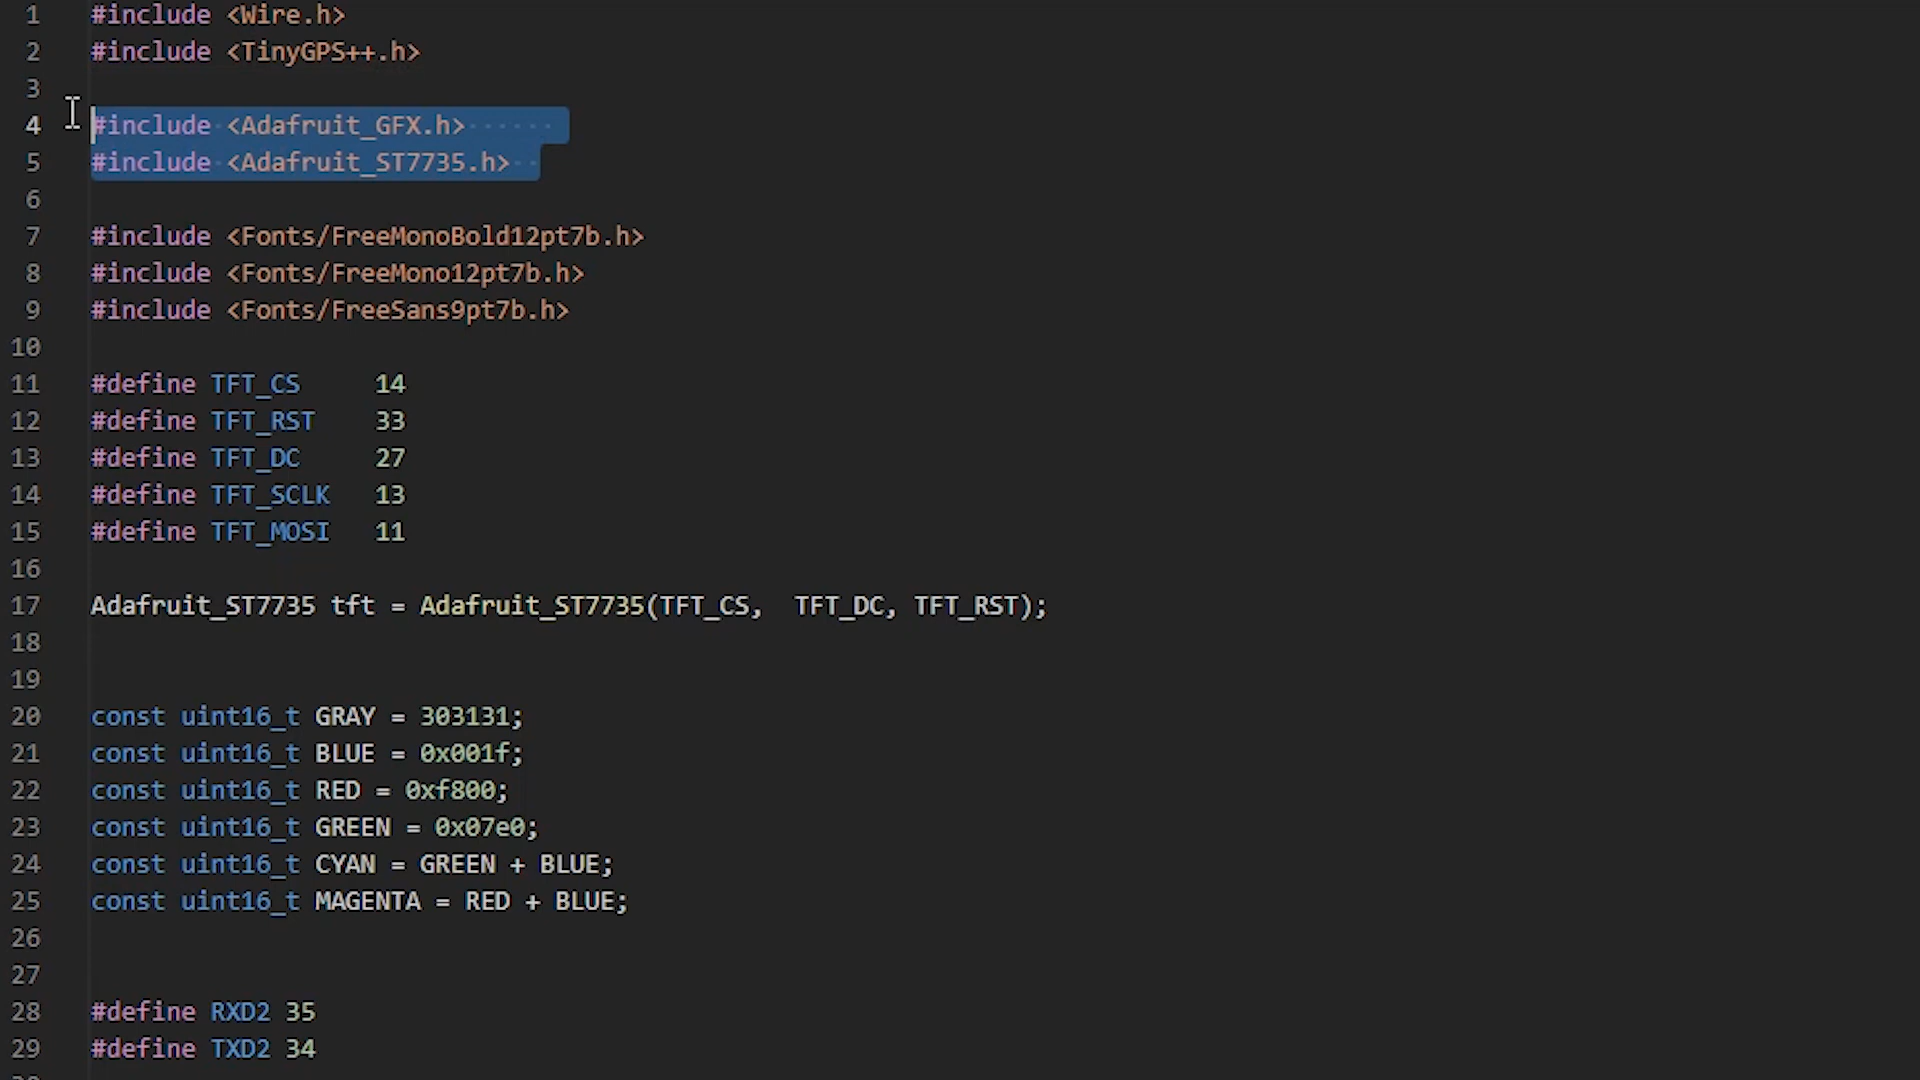 1 #include <Wire.h>
2 #include <TinyGPS++.h>
3
4 #include <Adafruit_GFX.h>
5 #include <Adafruit_ST7735.h>
6
7 #include <Fonts/FreeMonoBold12pt7b.h>
8 #include <Fonts/FreeMono12pt7b.h>
9 #include <Fonts/FreeSans9pt7b.h>
10
11 #define TFT_CS     14
12 #define TFT_RST    33
13 #define TFT_DC     27
14 #define TFT_SCLK   13
15 #define TFT_MOSI   11
16
17 Adafruit_ST7735 tft = Adafruit_ST7735(TFT_CS,  TFT_DC, TFT_RST);
18
19
20 const uint16_t GRAY = 303131;
21 const uint16_t BLUE = 0x001f;
22 const uint16_t RED = 0xf800;
23 const uint16_t GREEN = 0x07e0;
24 const uint16_t CYAN = GREEN + BLUE;
25 const uint16_t MAGENTA = RED + BLUE;
26
27
28 #define RXD2 35
29 #define TXD2 34